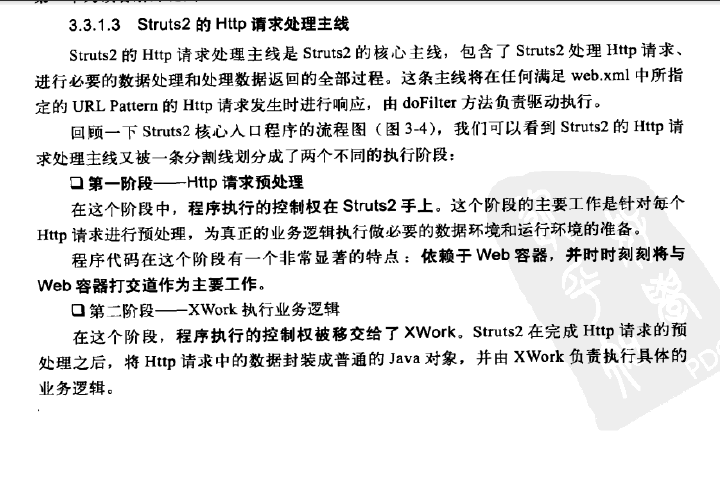 3.3.1.3 Struts2 的 Http 请求处理主线
Struts2 的 Http 请求处理主线是 Struts2 的核心主线，包含了 Struts2 处理 Http 请求、
进行必要的数据处理和处理数据返回的全部过程。这条主线将在任何满足 web.xml 中所指
定的 URL Pattern 的 Http 请求发生时进行响应，由 doFilter 方法负责驱动执行。
回顾一下 Struts2 核心入口程序的流程图（图 3-4），我们可以看到 Struts2 的 Http 请
求处理主线又被一条分割线划分成了两个不同的执行阶段：
❏ 第一阶段——Http 请求预处理
在这个阶段中，程序执行的控制权在 Struts2 手上。这个阶段的主要工作是针对每个
Http 请求进行预处理，为真正的业务逻辑执行做必要的数据环境和运行环境的准备。
程序代码在这个阶段有一个非常显著的特点：依赖于 Web 容器，并时时刻刻将与
Web 容器打交道作为主要工作。
❏ 第二阶段——XWork 执行业务逻辑
在这个阶段，程序执行的控制权被移交给了 XWork。Struts2 在完成 Http 请求的预
处理之后，将 Http 请求中的数据封装成普通的 Java 对象，并由 XWork 负责执行具体的
业务逻辑。